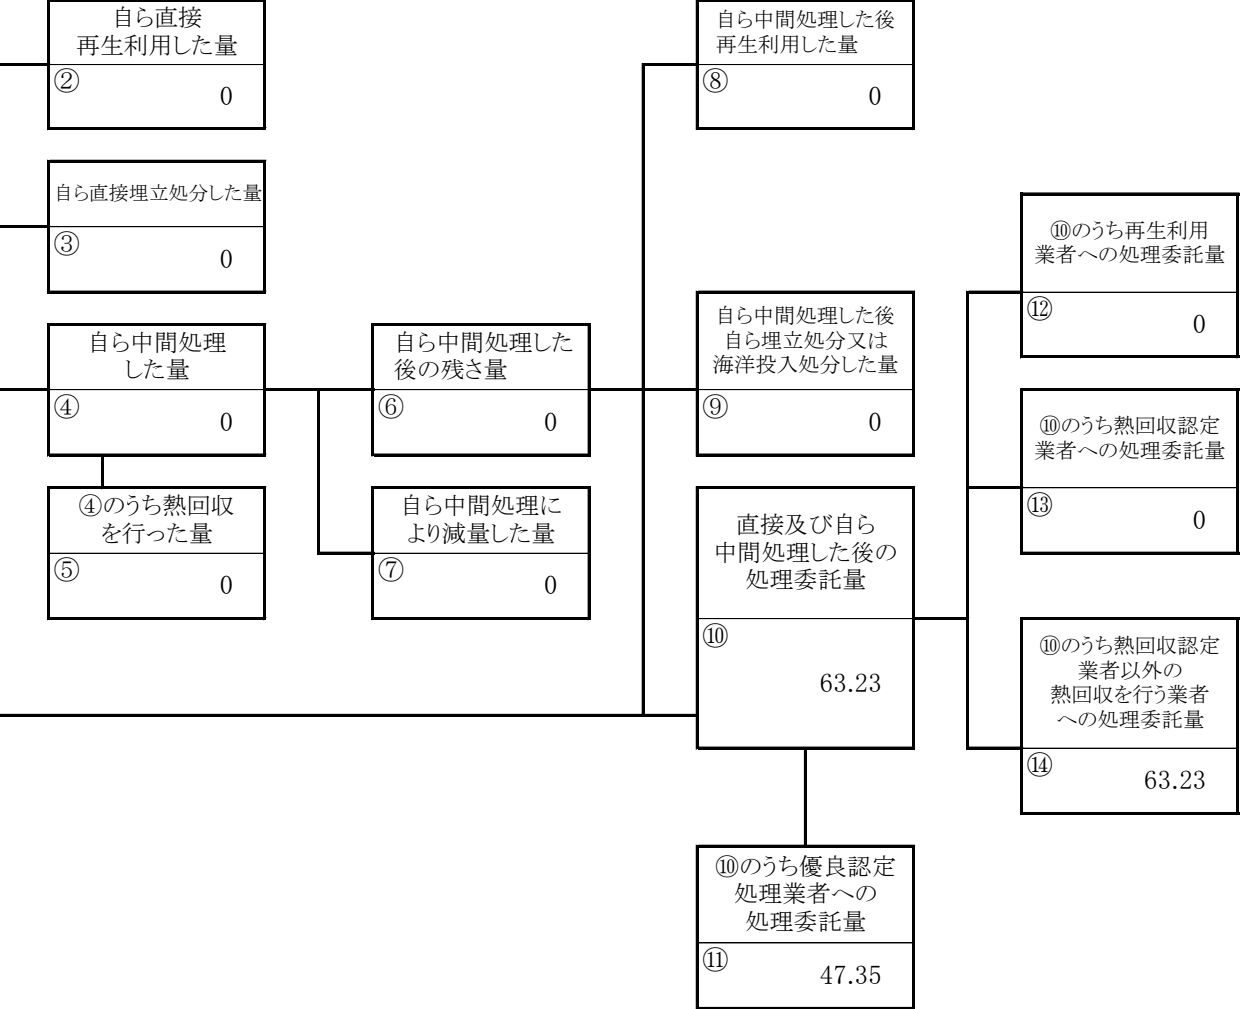 自ら直接
再生利用した量
②
0
自ら中間処理した後
再生利用した量
⑧
0
自ら直接埋立処分した量
③
0
⑩のうち再生利用
業者への処理委託量
⑫
0
自ら中間処理
した量
④
0
自ら中間処理した
後の残さ量
⑥
0
自ら中間処理した後
自ら埋立処分又は
海洋投入処分した量
⑨
0
⑩のうち熱回収認定
業者への処理委託量
⑬
0
④のうち熱回収
を行った量
⑤
0
自ら中間処理に
より減量した量
⑦
0
直接及び自ら
中間処理した後の
処理委託量
⑩
63.23
⑩のうち熱回収認定
業者以外の
熱回収を行う業者
への処理委託量
⑭
63.23
⑩のうち優良認定
処理業者への
処理委託量
⑪
47.35